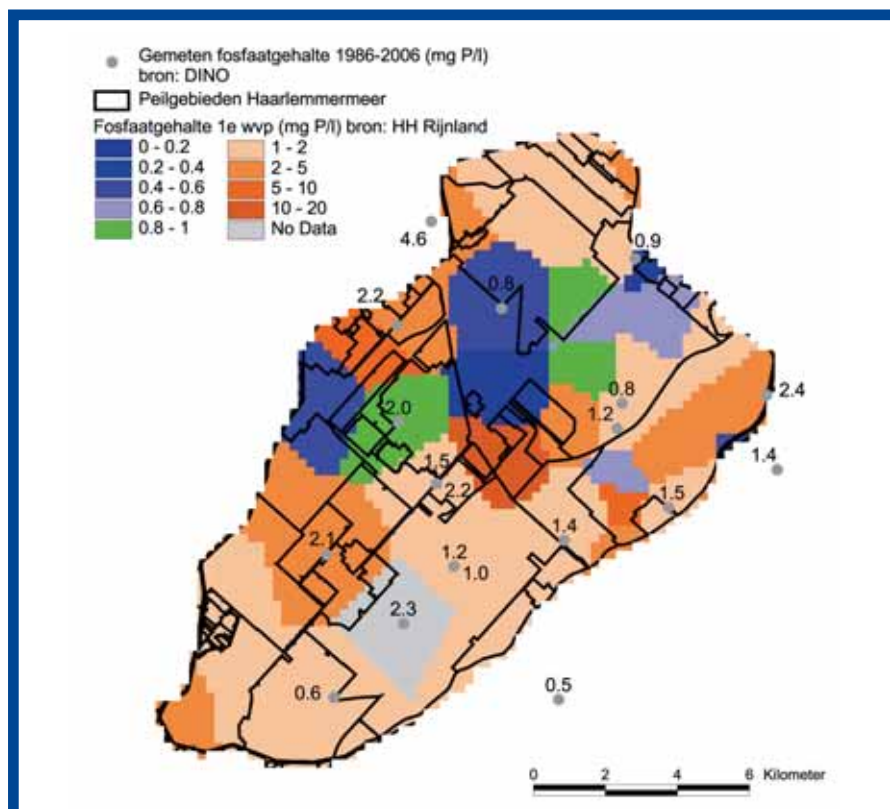 Gemeten fosfaatgehalte 1986-2006 (mg P/l)
bron: DINO
Peilgebieden Haarlemmermeer
Fosfaatgehalte 1e wvp (mg P/l) bron: HH Rijnland
0 - 0.2
0.2 - 0.4
0.4 - 0.6
0.6 - 0.8
0.8 - 1
1 - 2
2 - 5
5 - 10
10 - 20
No Data
4.6
0.9
0.8
2.2
0.8
2.4
1.2
2.0
1.4
1.5
2.2
1.5
1.4
2.1
1.2
1.0
2.3
0.6
0.5
0 2 4 6 Kilometer